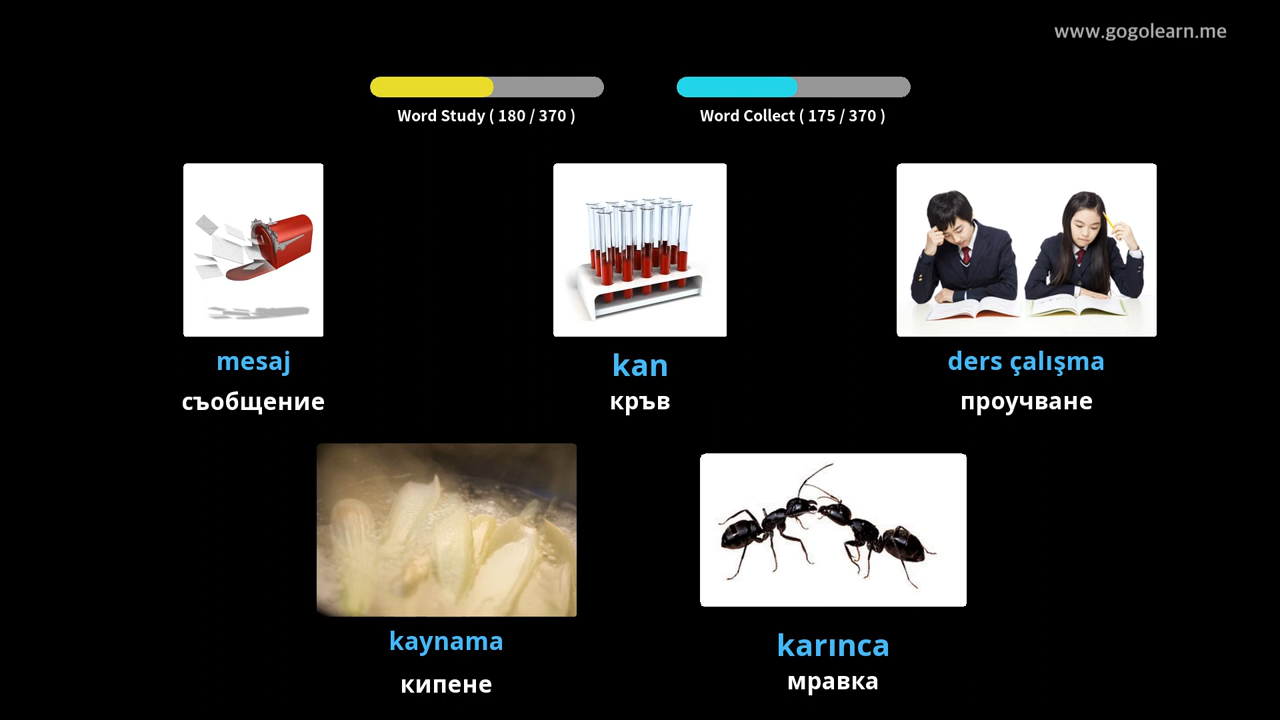 www.gogolearn.me
Word Study ( 180 / 370 )
Word Collect ( 175 / 370 )
mesaj
съобщение
kan
кръв
ders çalışma
проучване
kaynama
кипене
karınca
мравка